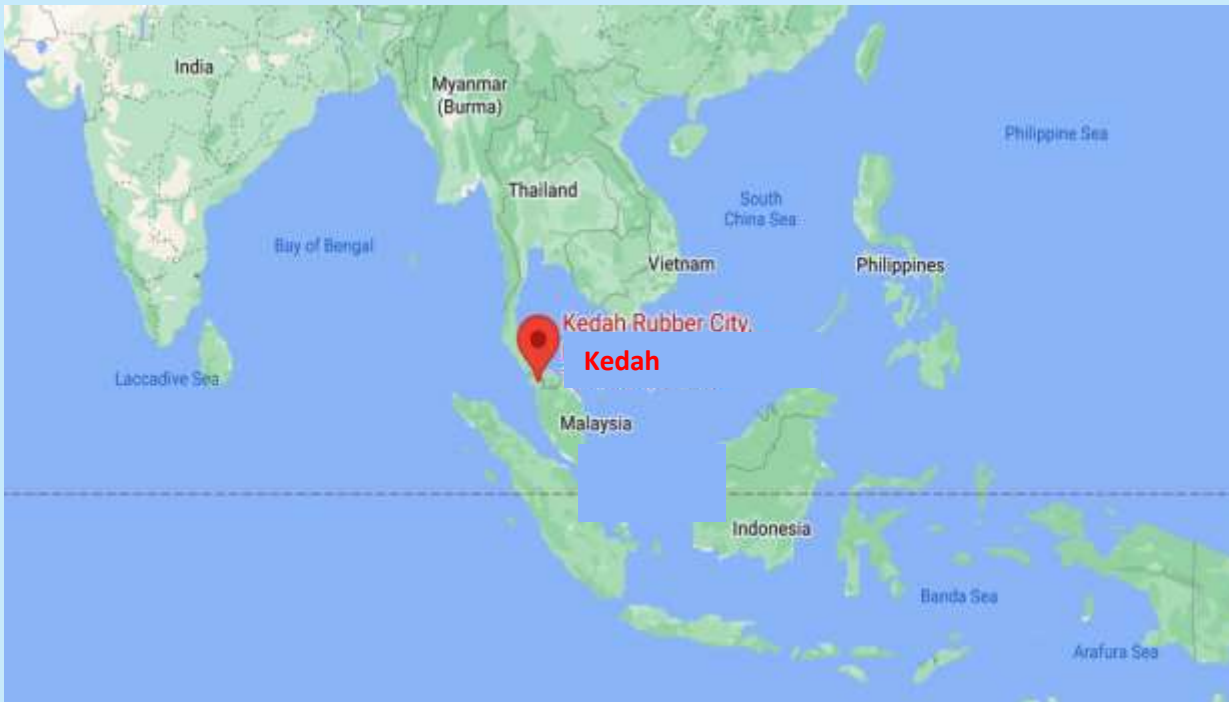 India
Myanmar
(Burma)
Philippine Sea
Thailand
South
China Sea
Bay of Bengal
Vietnam
Philippines
Kedah Rubber City,
Kedah
Laccadive Sea
Malaysia
Indonesia
Banda Sea
Arafura Sea